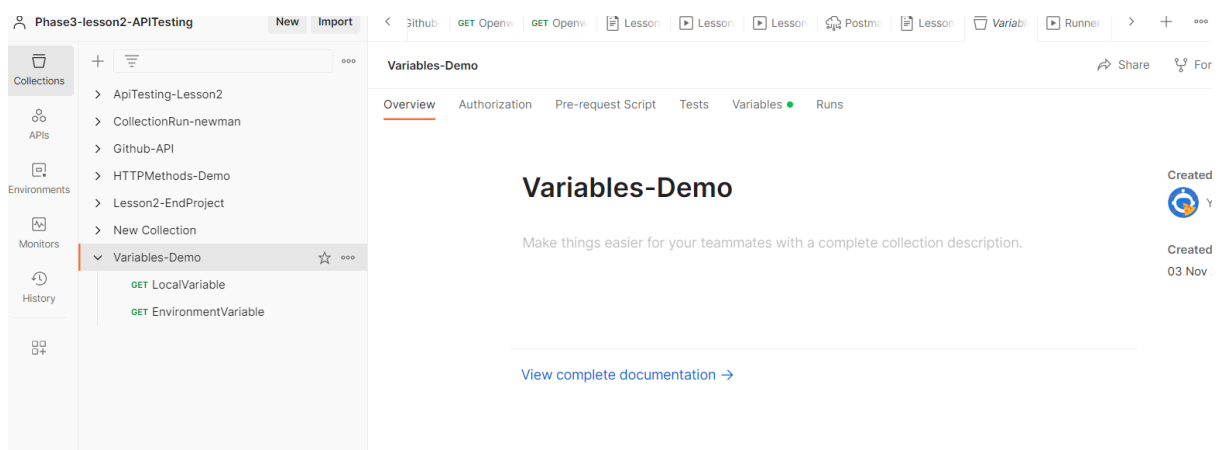 Phase3-lesson2-APITesting New Import
Github GET Openw GET Openw Lesson Lesson Lesson Postma Lesson Variabl Runner
Collections
APIs
Environments
Monitors
History
ApiTesting-Lesson2
CollectionRun-newman
Github-API
HTTPMethods-Demo
Lesson2-EndProject
New Collection
Variables-Demo
GET LocalVariable
GET EnvironmentVariable
Variables-Demo Share For
Overview Authorization Pre-request Script Tests Variables Runs
Variables-Demo
Make things easier for your teammates with a complete collection description.
View complete documentation →
Created
Y
Created
03 Nov